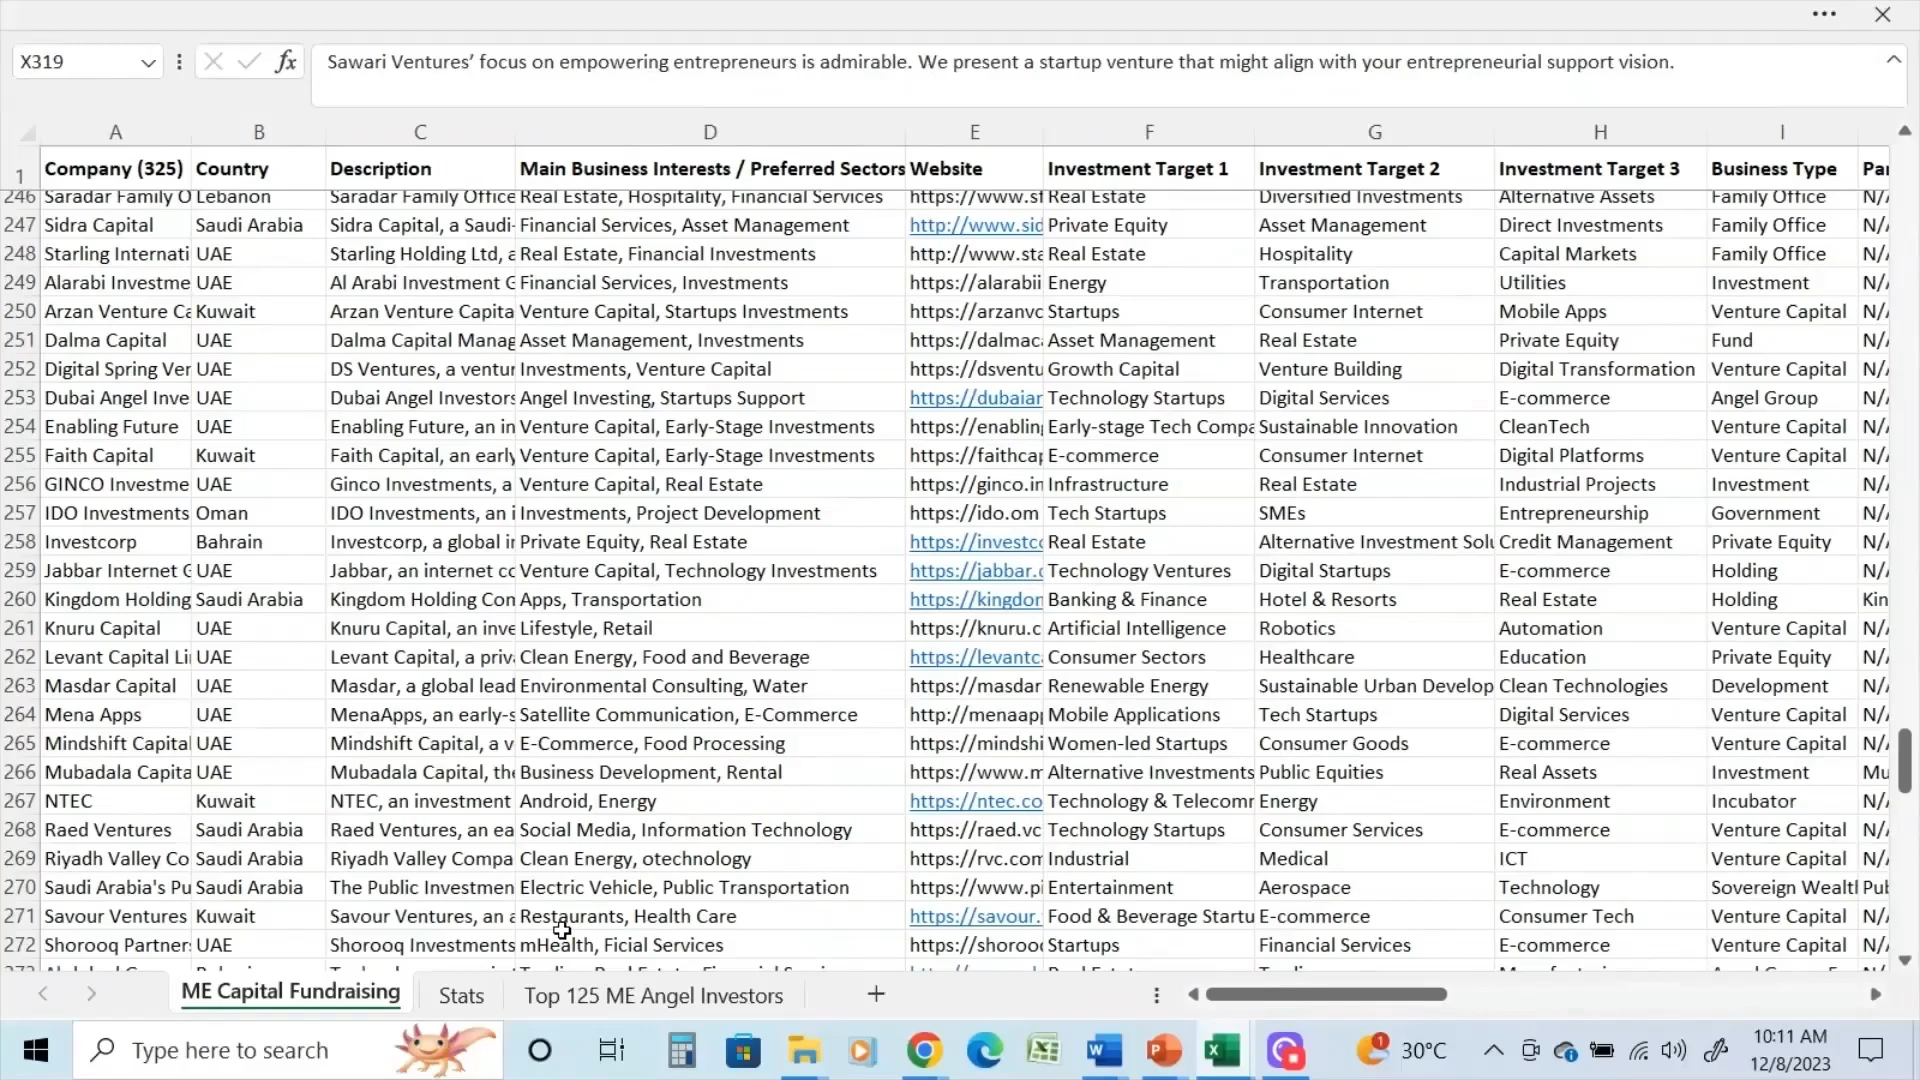 X319 fx Sawari Ventures’ focus on empowering entrepreneurs is admirable. We present a startup venture that might align with your entrepreneurial support vision.
A B C D E F G H I
1 Company (325) Country Description Main Business Interests / Preferred Sectors Website Investment Target 1 Investment Target 2 Investment Target 3 Business Type Par
246 Saradar Family O Lebanon Saradar Family Office Real Estate, Hospitality, Financial Services https://www.st Real Estate Diversified Investments Alternative Assets Family Office N/A
247 Sidra Capital Saudi Arabia Sidra Capital, a Saudi- Financial Services, Asset Management http://www.sid Private Equity Asset Management Direct Investments Family Office N/A
248 Starling Internati UAE Starling Holding Ltd, a Real Estate, Financial Investments http://www.sta Real Estate Hospitality Capital Markets Family Office N/A
249 Alarabi Investme UAE Al Arabi Investment G Financial Services, Investments https://alarabii Energy Transportation Utilities Investment N/A
250 Arzan Venture Ca Kuwait Arzan Venture Capita Venture Capital, Startups Investments https://arzanvc Startups Consumer Internet Mobile Apps Venture Capital N/A
251 Dalma Capital UAE Dalma Capital Manag Asset Management, Investments https://dalmaca Asset Management Real Estate Private Equity Fund N/A
252 Digital Spring Ver UAE DS Ventures, a ventur Investments, Venture Capital https://dsventu Growth Capital Venture Building Digital Transformation Venture Capital N/A
253 Dubai Angel Inve UAE Dubai Angel Investors Angel Investing, Startups Support https://dubaiar Technology Startups Digital Services E-commerce Angel Group N/A
254 Enabling Future UAE Enabling Future, an in Venture Capital, Early-Stage Investments https://enabling Early-stage Tech Compa Sustainable Innovation CleanTech Venture Capital N/A
255 Faith Capital Kuwait Faith Capital, an early Venture Capital, Early-Stage Investments https://faithcap E-commerce Consumer Internet Digital Platforms Venture Capital N/A
256 GINCO Investme UAE Ginco Investments, a Venture Capital, Real Estate https://ginco.in Infrastructure Real Estate Industrial Projects Investment N/A
257 IDO Investments Oman IDO Investments, an i Investments, Project Development https://ido.om Tech Startups SMEs Entrepreneurship Government N/A
258 Investcorp Bahrain Investcorp, a global in Private Equity, Real Estate https://investco Real Estate Alternative Investment Solu Credit Management Private Equity N/A
259 Jabbar Internet G UAE Jabbar, an internet co Venture Capital, Technology Investments https://jabbar.c Technology Ventures Digital Startups E-commerce Holding N/A
260 Kingdom Holding Saudi Arabia Kingdom Holding Com Apps, Transportation https://kingdor Banking & Finance Hotel & Resorts Real Estate Holding Kin
261 Knuru Capital UAE Knuru Capital, an inve Lifestyle, Retail https://knuru.c Artificial Intelligence Robotics Automation Venture Capital N/A
262 Levant Capital Li UAE Levant Capital, a priva Clean Energy, Food and Beverage https://levantca Consumer Sectors Healthcare Education Private Equity N/A
263 Masdar Capital UAE Masdar, a global lead Environmental Consulting, Water https://masdar Renewable Energy Sustainable Urban Develop Clean Technologies Development N/A
264 Mena Apps UAE MenaApps, an early-s Satellite Communication, E-Commerce http://menaapp Mobile Applications Tech Startups Digital Services Venture Capital N/A
265 Mindshift Capital UAE Mindshift Capital, a v E-Commerce, Food Processing https://mindshi Women-led Startups Consumer Goods E-commerce Venture Capital N/A
266 Mubadala Capita UAE Mubadala Capital, the Business Development, Rental https://www.m Alternative Investments Public Equities Real Assets Investment Mu
267 NTEC Kuwait NTEC, an investment Android, Energy https://ntec.co Technology & Telecomm Energy Environment Incubator N/A
268 Raed Ventures Saudi Arabia Raed Ventures, an ea Social Media, Information Technology https://raed.vc Technology Startups Consumer Services E-commerce Venture Capital N/A
269 Riyadh Valley Co Saudi Arabia Riyadh Valley Compa Clean Energy, otechnology https://rvc.com Industrial Medical ICT Venture Capital N/A
270 Saudi Arabia's Pu Saudi Arabia The Public Investmen Electric Vehicle, Public Transportation https://www.pi Entertainment Aerospace Technology Sovereign Wealt Pub
271 Savour Ventures Kuwait Savour Ventures, an a Restaurants, Health Care https://savour. Food & Beverage Startu E-commerce Consumer Tech Venture Capital N/A
272 Shorooq Partner UAE Shorooq Investments mHealth, Ficial Services https://shorooq Startups Financial Services E-commerce Venture Capital N/A
ME Capital Fundraising Stats Top 125 ME Angel Investors
Type here to search 1 30°C 10:11 AM
12/8/2023